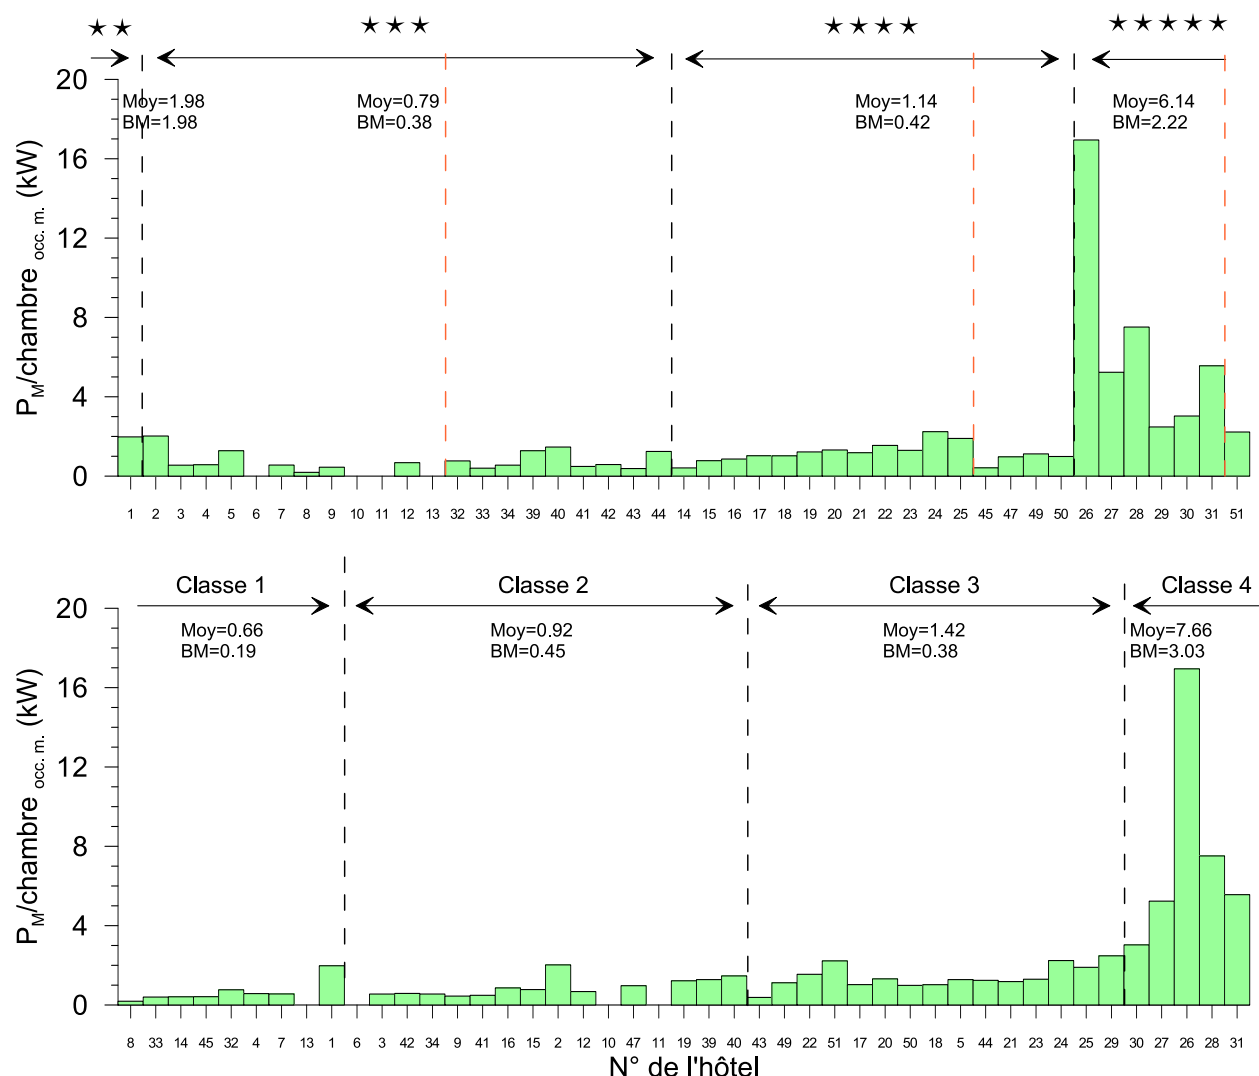 ★★ ★★★ ★★★★ ★★★★★
20
Moy=1.98 Moy=0.79 Moy=1.14 Moy=6.14
BM=1.98 BM=0.38 BM=0.42 BM=2.22
16
12
8
4
0
P_M/chambre occ. m. (kW)
1 2 3 4 5 6 7 8 9 10 11 12 13 32 33 34 39 40 41 42 43 44 14 15 16 17 18 19 20 21 22 23 24 25 45 47 49 50 26 27 28 29 30 31 51
Classe 1 Classe 2 Classe 3 Classe 4
20
Moy=0.66 Moy=0.92 Moy=1.42 Moy=7.66
BM=0.19 BM=0.45 BM=0.38 BM=3.03
16
12
8
4
0
P_M/chambre occ. m. (kW)
8 33 14 45 32 4 7 13 1 6 3 42 34 9 41 16 15 2 12 10 47 11 19 39 40 43 49 22 51 17 20 50 18 5 44 21 23 24 25 29 30 27 26 28 31
N° de l'hôtel